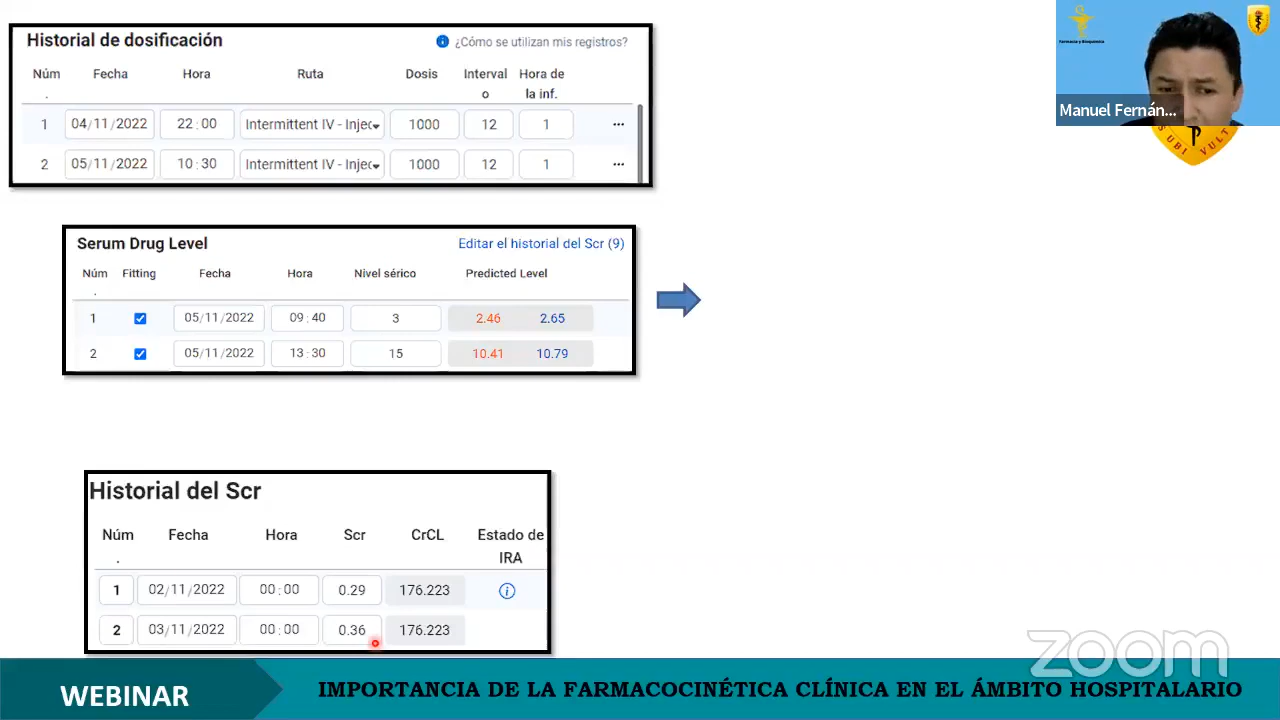 Historial de dosificación
¿Cómo se utilizan mis registros?
Núm. Fecha Hora Ruta Dosis Intervalo Hora de la inf.
1 04/11/2022 22:00 Intermittent IV - Injec 1000 12 1 ...
2 05/11/2022 10:30 Intermittent IV - Injec 1000 12 1 ...
Serum Drug Level
Editar el historial del Scr (9)
Núm. Fitting Fecha Hora Nivel sérico Predicted Level
1 05/11/2022 09:40 3 2.46 2.65
2 05/11/2022 13:30 15 10.41 10.79
Historial del Scr
Núm. Fecha Hora Scr CrCL Estado de IRA
1 02/11/2022 00:00 0.29 176.223
2 03/11/2022 00:00 0.36 176.223
Farmacia y Bioquímica
Manuel Fernán...
SUBI VULT
zoom
WEBINAR
IMPORTANCIA DE LA FARMACOCINÉTICA CLÍNICA EN EL ÁMBITO HOSPITALARIO